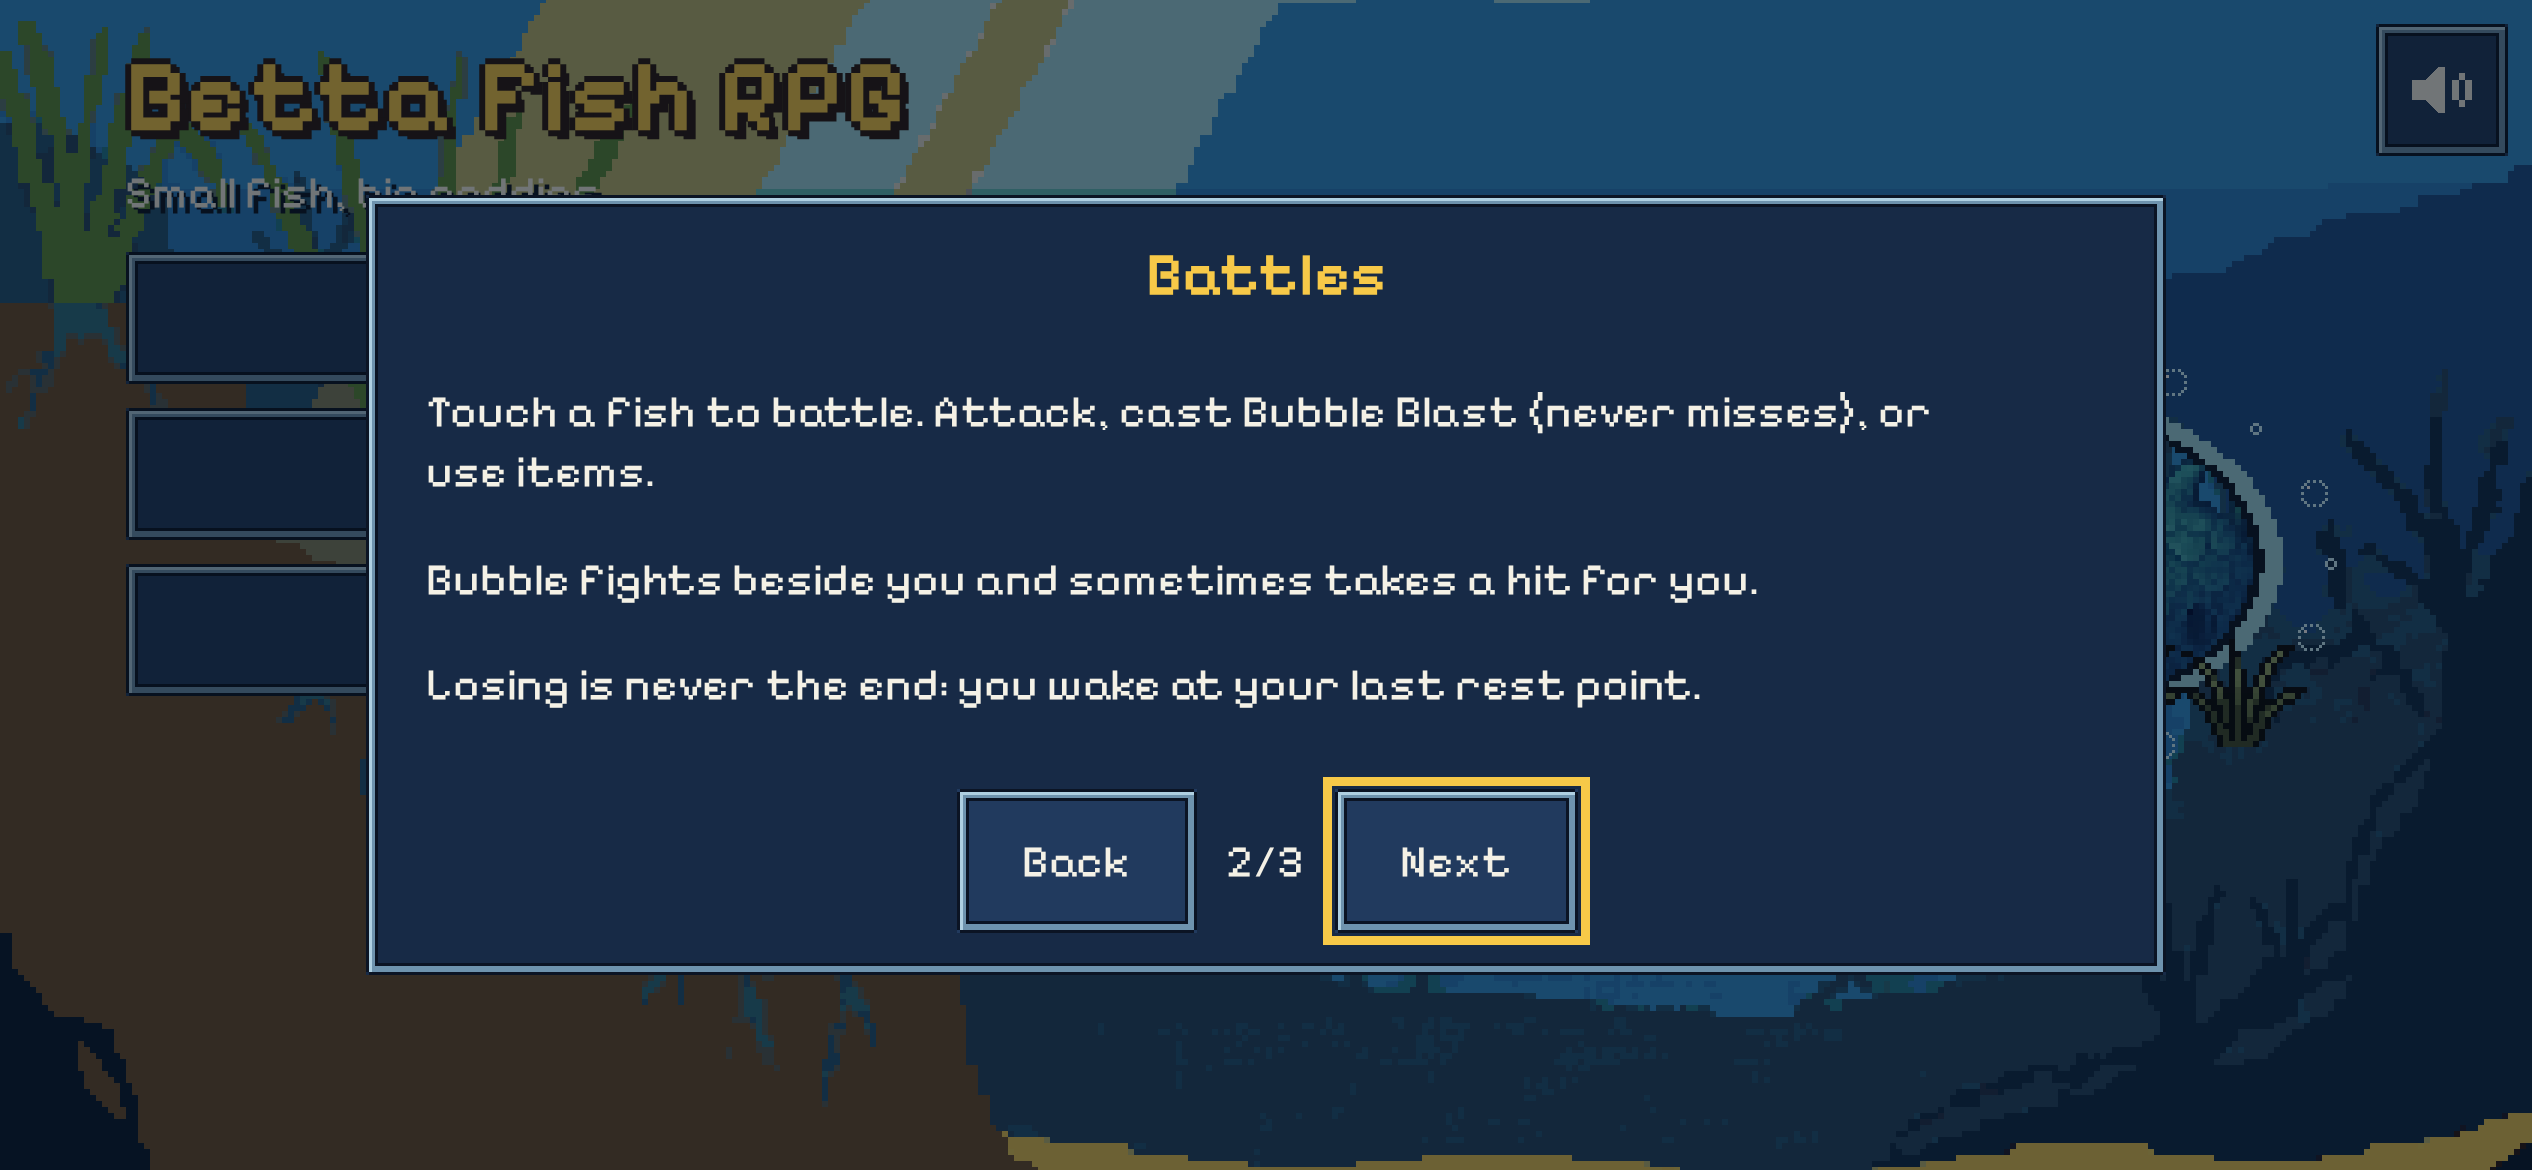 Betta Fish RPG
Small fish,
Battles
Touch a fish to battle. Attack, cast Bubble Blast (never misses), or
use items.
Bubble fights beside you and sometimes takes a hit for you.
Losing is never the end: you wake at your last rest point.
Back
2/3
Next